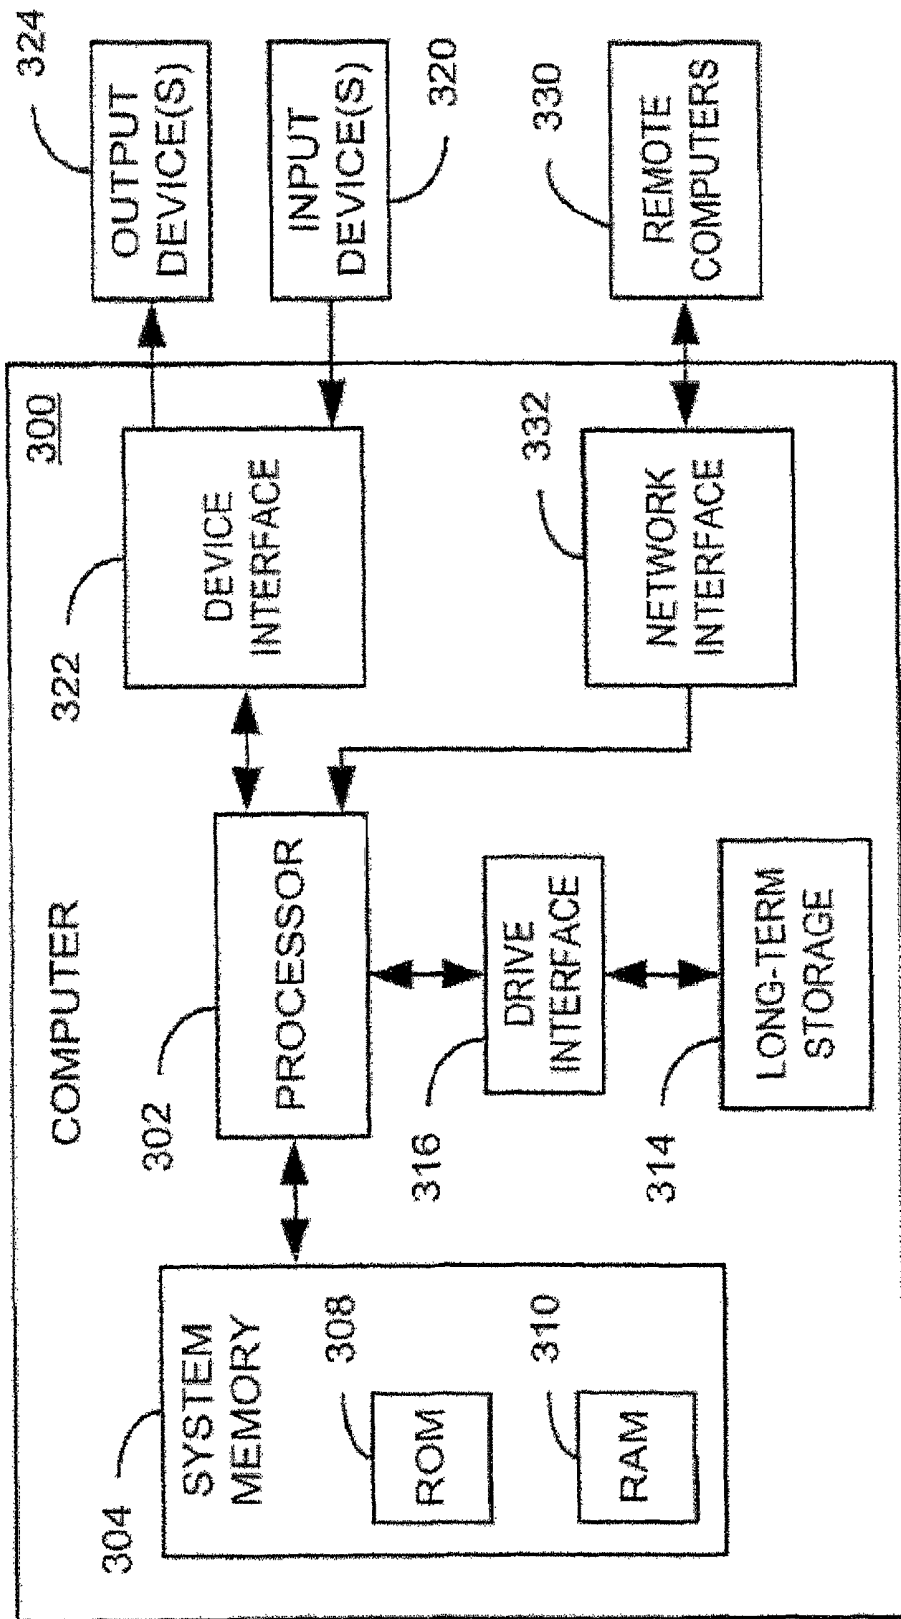 COMPUTER
300
304
SYSTEM
MEMORY
308
ROM
310
RAM
302
PROCESSOR
316
DRIVE
INTERFACE
314
LONG-TERM
STORAGE
322
DEVICE
INTERFACE
332
NETWORK
INTERFACE
324
OUTPUT
DEVICE(S)
INPUT
DEVICE(S)
320
330
REMOTE
COMPUTERS